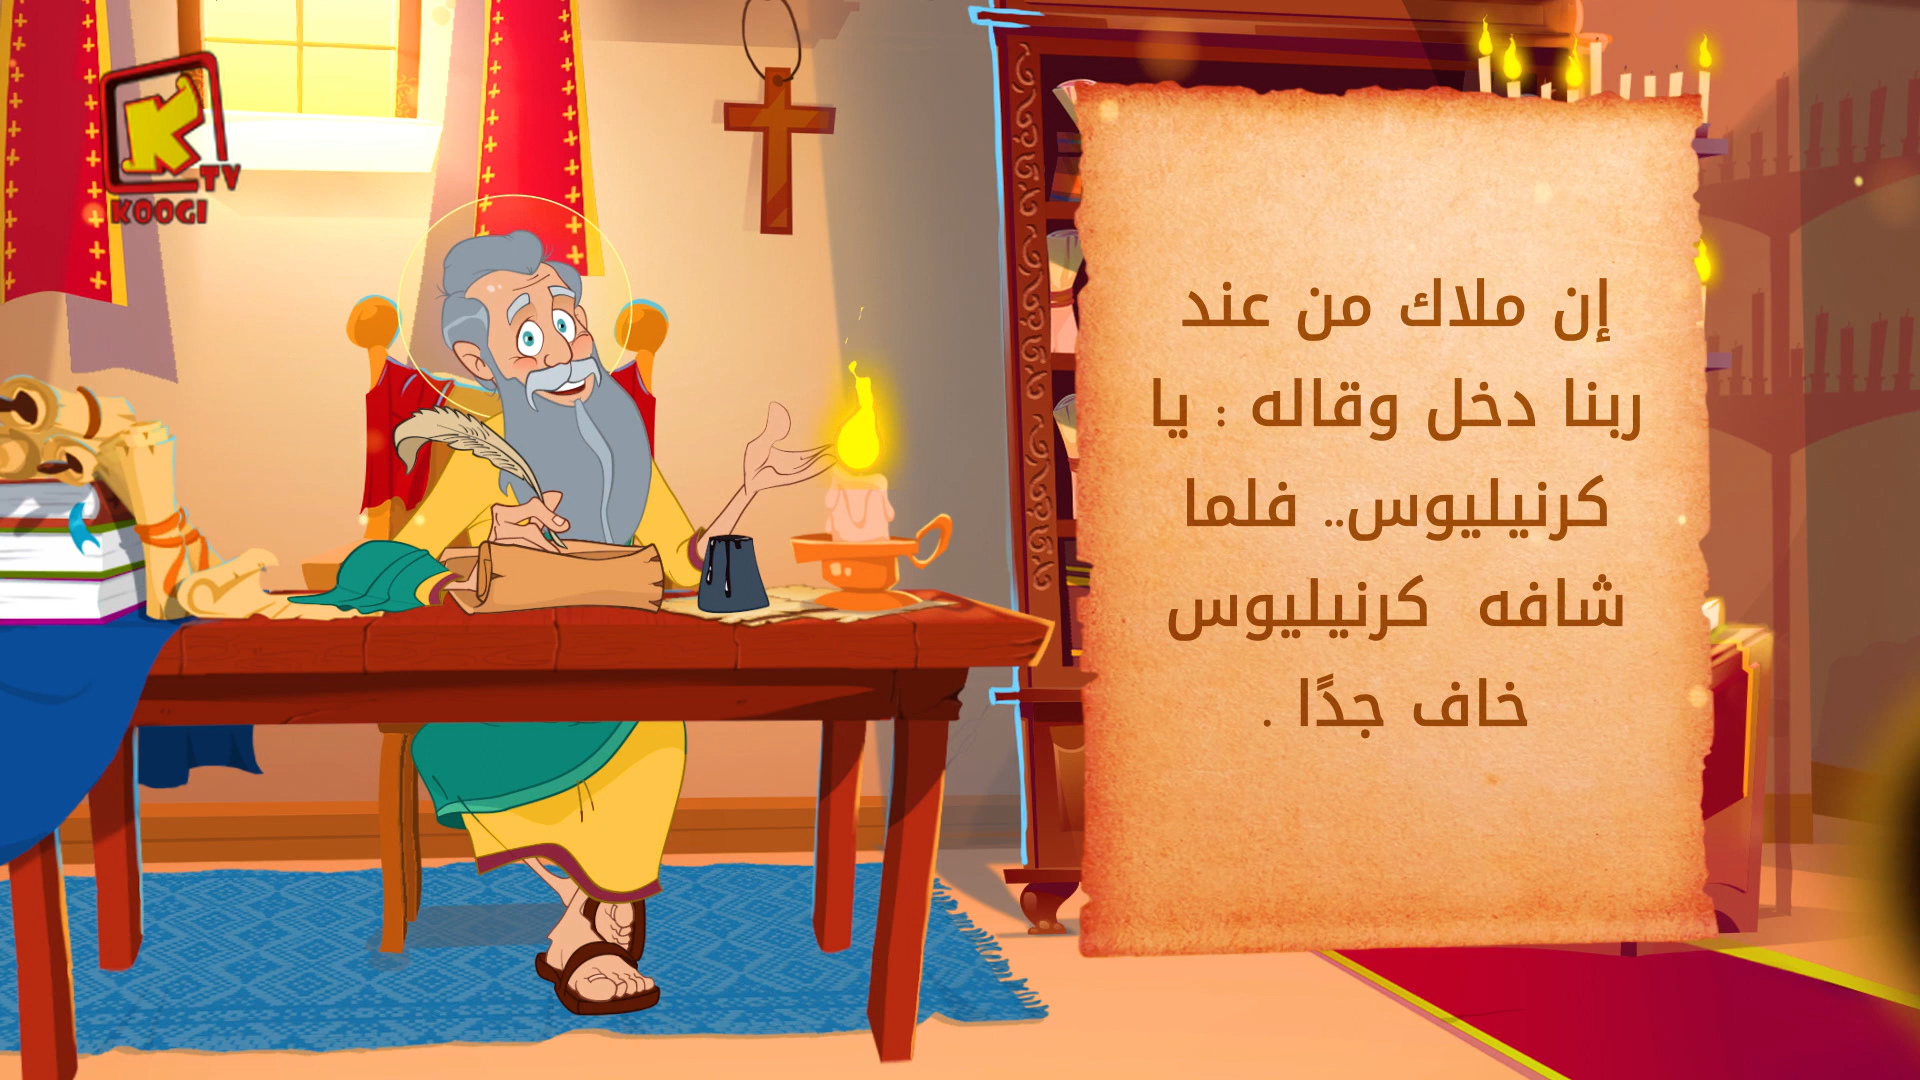 K
TV
KOOGI
إن ملاك من عند
ربنا دخل وقاله : يا
كرنيليوس.. فلما
شافه  كرنيليوس
خاف جدًا .